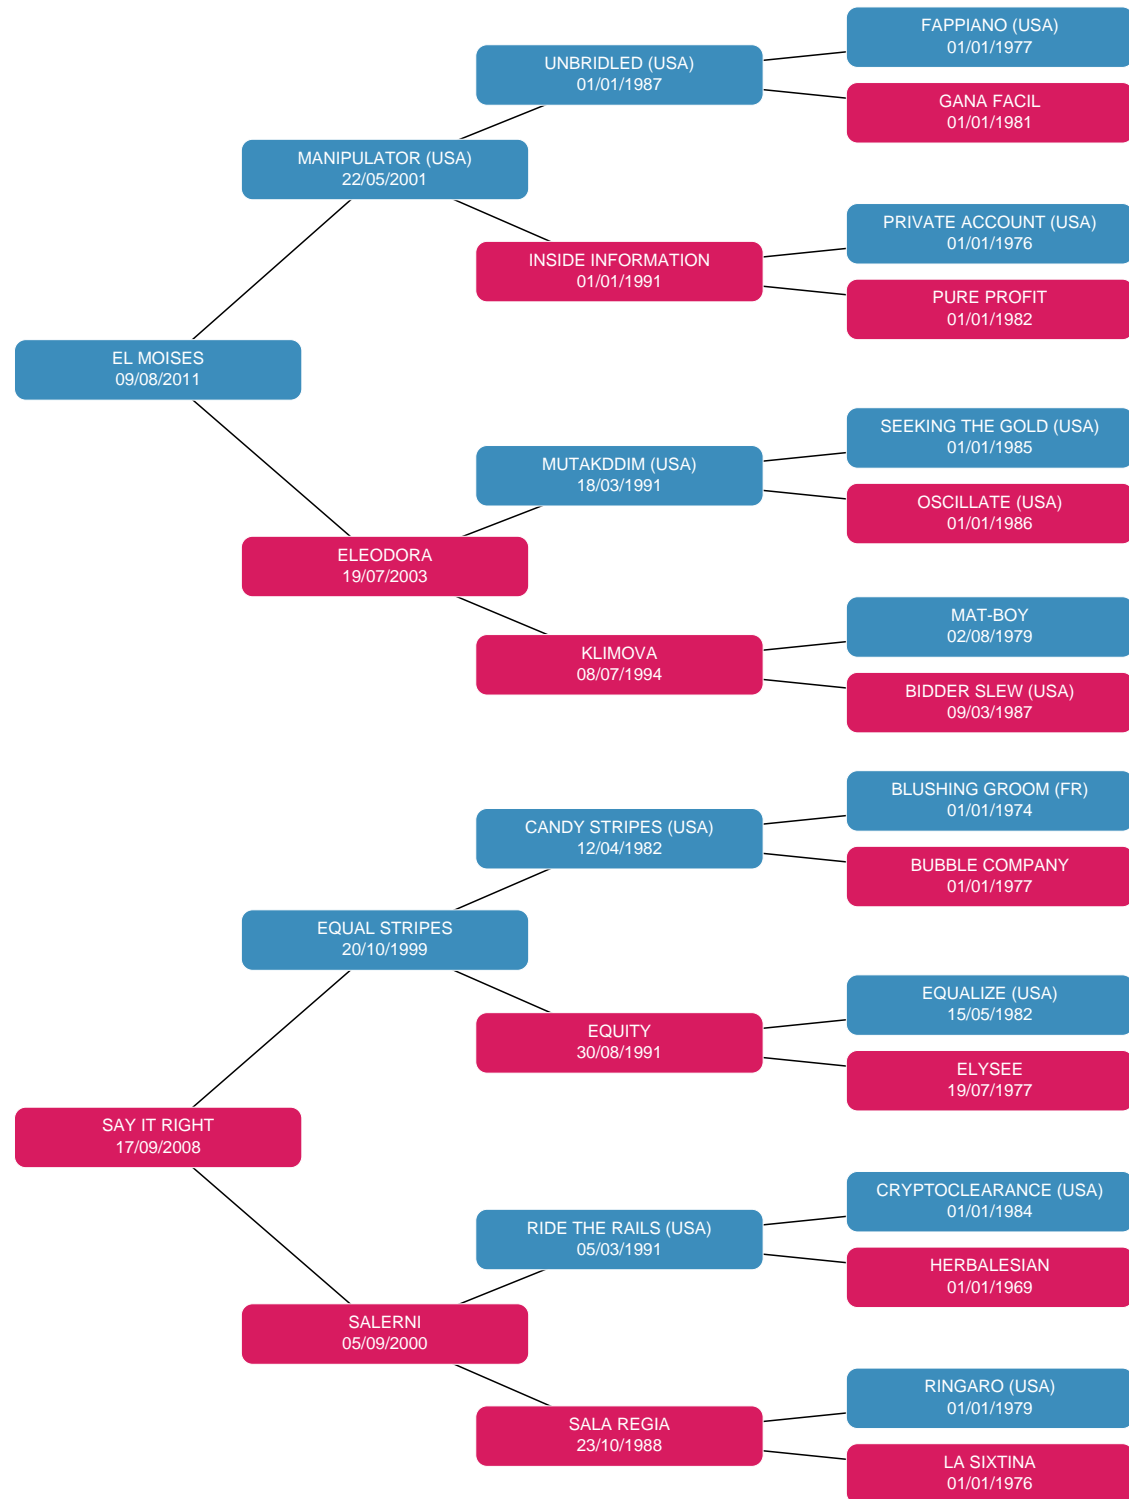 FAPPIANO (USA)
01/01/1977
UNBRIDLED (USA)
01/01/1987
GANA FACIL
01/01/1981
MANIPULATOR (USA)
22/05/2001
PRIVATE ACCOUNT (USA)
01/01/1976
INSIDE INFORMATION
01/01/1991
PURE PROFIT
01/01/1982
EL MOISES
09/08/2011
SEEKING THE GOLD (USA)
01/01/1985
MUTAKDDIM (USA)
18/03/1991
OSCILLATE (USA)
01/01/1986
ELEODORA
19/07/2003
MAT-BOY
02/08/1979
KLIMOVA
08/07/1994
BIDDER SLEW (USA)
09/03/1987
BLUSHING GROOM (FR)
01/01/1974
CANDY STRIPES (USA)
12/04/1982
BUBBLE COMPANY
01/01/1977
EQUAL STRIPES
20/10/1999
EQUALIZE (USA)
15/05/1982
EQUITY
30/08/1991
ELYSEE
19/07/1977
SAY IT RIGHT
17/09/2008
CRYPTOCLEARANCE (USA)
01/01/1984
RIDE THE RAILS (USA)
05/03/1991
HERBALESIAN
01/01/1969
SALERNI
05/09/2000
RINGARO (USA)
01/01/1979
SALA REGIA
23/10/1988
LA SIXTINA
01/01/1976